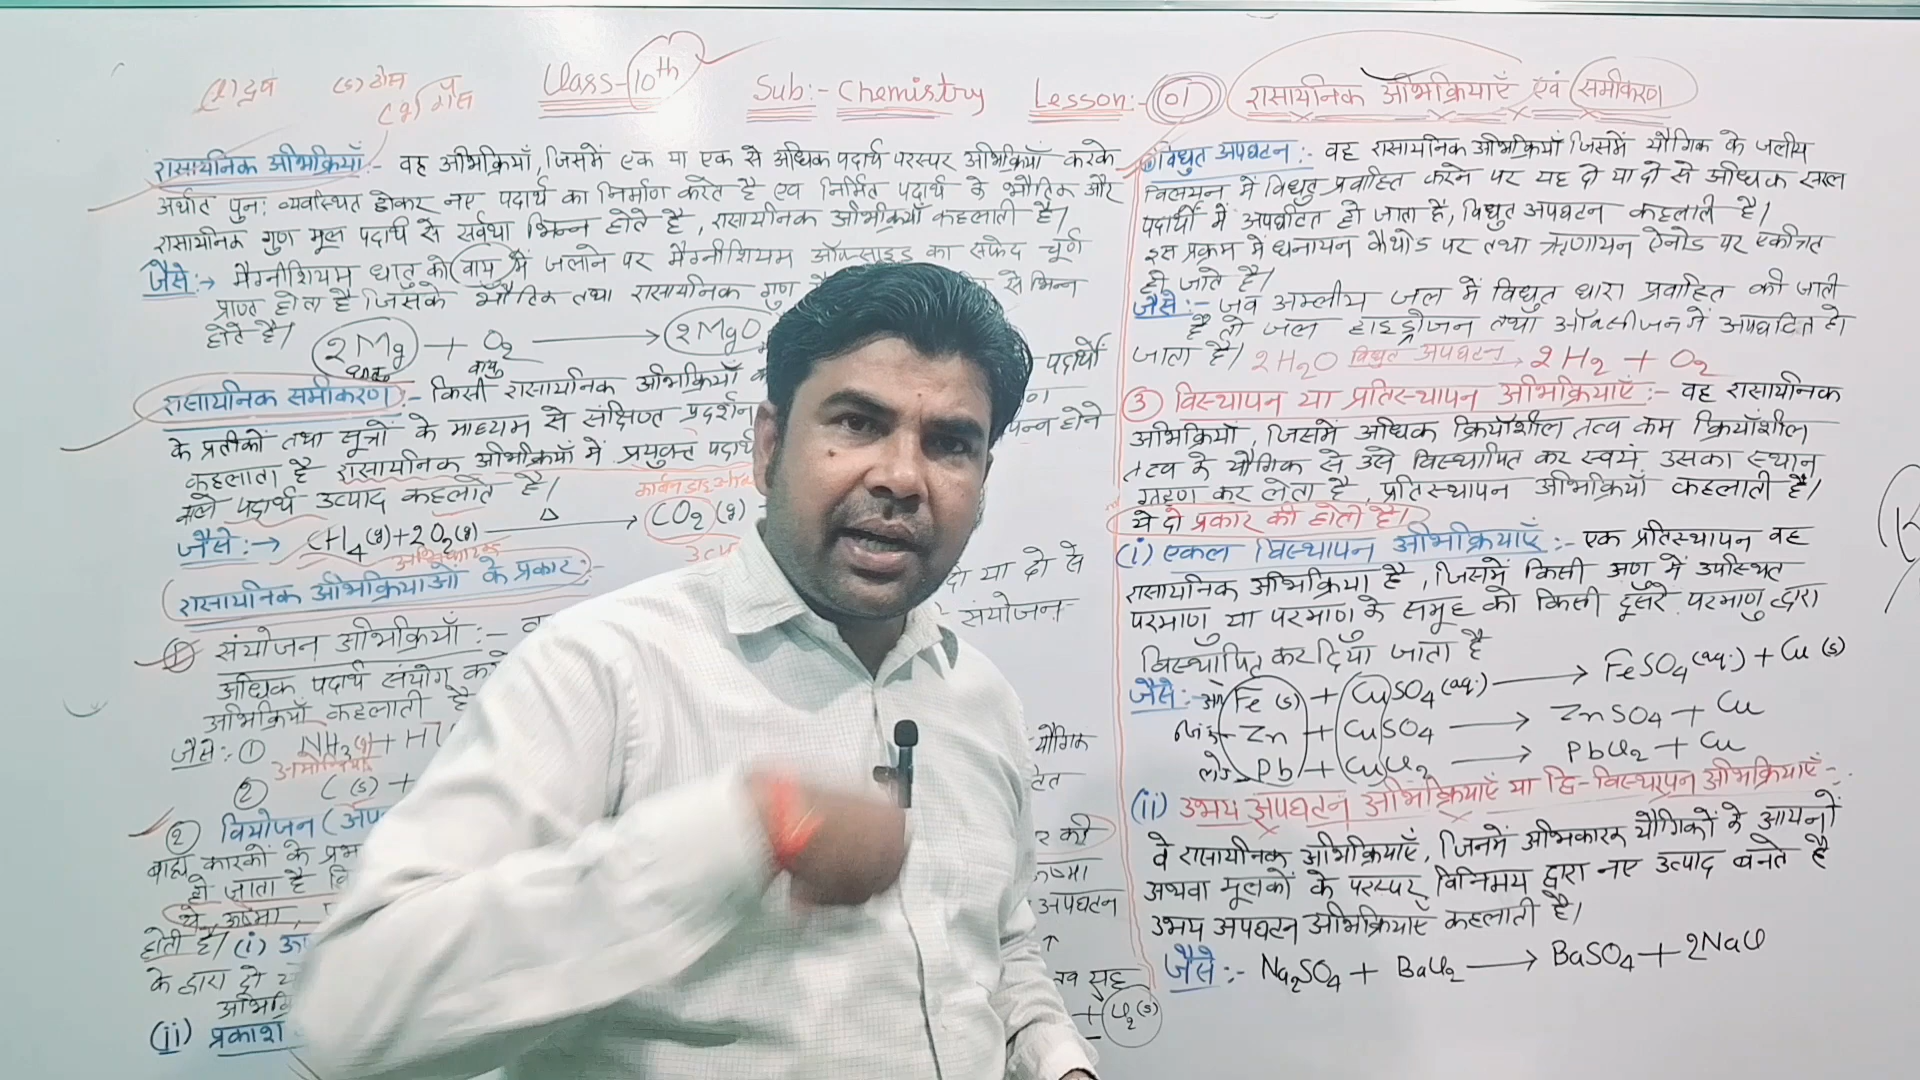 (l) द्रव (s) ठोस
(g) गैस
Class-10th Sub:- Chemistry Lesson:- 01 रासायनिक अभिक्रियाएँ एवं समीकरण
रासायनिक अभिक्रियाँ:- वह अभिक्रियाँ, जिसमें एक या एक से अधिक पदार्थ परस्पर अभिक्रियाँ करके
अर्थात पुनः व्यवस्थित होकर नए पदार्थ का निर्माण करते है एवं निर्मित पदार्थ के भौतिक और
रासायनिक गुण मूल पदार्थ से सर्वथा भिन्न होते है, रासायनिक अभिक्रियाँ कहलाती है।
जैसे:→ मैग्नीशियम धातु को वायु में जलाने पर मैग्नीशियम ऑक्साइड का सफेद चूर्ण
प्राप्त होता है जिसके भौतिक तथा रासायनिक गुण से भिन्न
होते है।
2Mg + O2 → 2MgO
धातु वायु
पदार्थों
रासायनिक समीकरण:- किसी रासायनिक अभिक्रियाँ
के प्रतीकों तथा सूत्रों के माध्यम से संक्षिप्त प्रदर्शन होने
कहलाता है रासायनिक अभिक्रियाँ में प्रयुक्त पदार्थ
वाले पदार्थ उत्पाद कहलाते है।
जैसे:→ CH4(g)+2O2(g) Δ → CO2(g)
अभिकारक
रासायनिक अभिक्रियाओं के प्रकार:-
दो या दो से
① संयोजन अभिक्रियाँ:- संयोजन
अधिक पदार्थ संयोग
अभिक्रियाँ कहलाती है
जैसे:- ① NH3(g) + यौगिक
अमोनिया
② C(s) +
② वियोजन
बाह्य कारकों के
हो जाता है
ये ऊष्मा, अपघटन
होती है। (i)
के द्वारा हो
(ii) प्रकाश
+ Cl2(g)
② विद्युत अपघटन:- वह रासायनिक अभिक्रियाँ जिसमें यौगिक के जलीय
विलयन में विद्युत प्रवाहित करने पर यह दो या दो से अधिक सरल
पदार्थों में अपघटित हो जाता है, विद्युत अपघटन कहलाती है।
इस प्रक्रम में धनायन कैथोड पर तथा ऋणायन ऐनोड पर एकत्रित
हो जाते है।
जैसे:- जब अम्लीय जल में विद्युत धारा प्रवाहित की जाती
है तो जल हाइड्रोजन तथा ऑक्सीजन में अपघटित हो
जाता है। 2H2O विद्युत अपघटन → 2H2 + O2
③ विस्थापन या प्रतिस्थापन अभिक्रियाएँ:- वह रासायनिक
अभिक्रियाँ, जिसमें अधिक क्रियाँशील तत्व कम क्रियाँशील
तत्व के यौगिक से उसे विस्थापित कर स्वयं उसका स्थान
ग्रहण कर लेता है, प्रतिस्थापन अभिक्रियाँ कहलाती है।
ये दो प्रकार की होती है।
(i) एकल विस्थापन अभिक्रियाएँ:- एक प्रतिस्थापन वह
रासायनिक अभिक्रिया है, जिसमें किसी अणु में उपस्थित
परमाणु या परमाणु के समूह को किसी दूसरे परमाणु द्वारा
विस्थापित कर दिया जाता है
जैसे:- Fe(s) + CuSO4(aq.) → FeSO4(aq.) + Cu(s)
Zn + CuSO4 → ZnSO4 + Cu
Pb + CuCl2 → PbCl2 + Cu
(ii) उभय अपघटन अभिक्रियाएँ या द्वि-विस्थापन अभिक्रियाएँ-:
वे रासायनिक अभिक्रियाएँ, जिनमें अभिकारक यौगिकों के आयनों
अथवा मूलकों के परस्पर विनिमय द्वारा नए उत्पाद बनते है
उभय अपघटन अभिक्रियाएँ कहलाती है।
जैसे:- Na2SO4 + BaCl2 → BaSO4 + 2NaCl